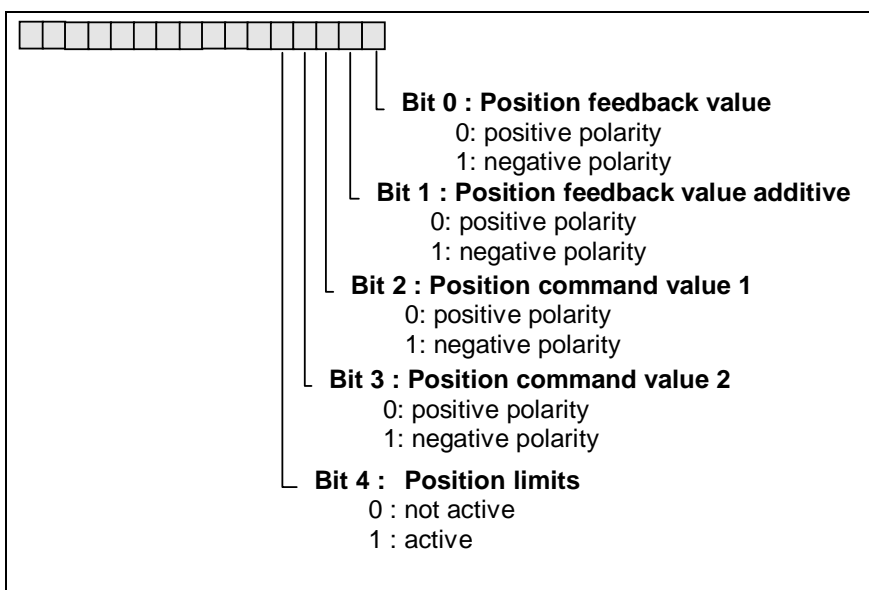 Bit 0 : Position feedback value
0: positive polarity
1: negative polarity
Bit 1 : Position feedback value additive
0: positive polarity
1: negative polarity
Bit 2 : Position command value 1
0: positive polarity
1: negative polarity
Bit 3 : Position command value 2
0: positive polarity
1: negative polarity
Bit 4 : Position limits
0 : not active
1 : active